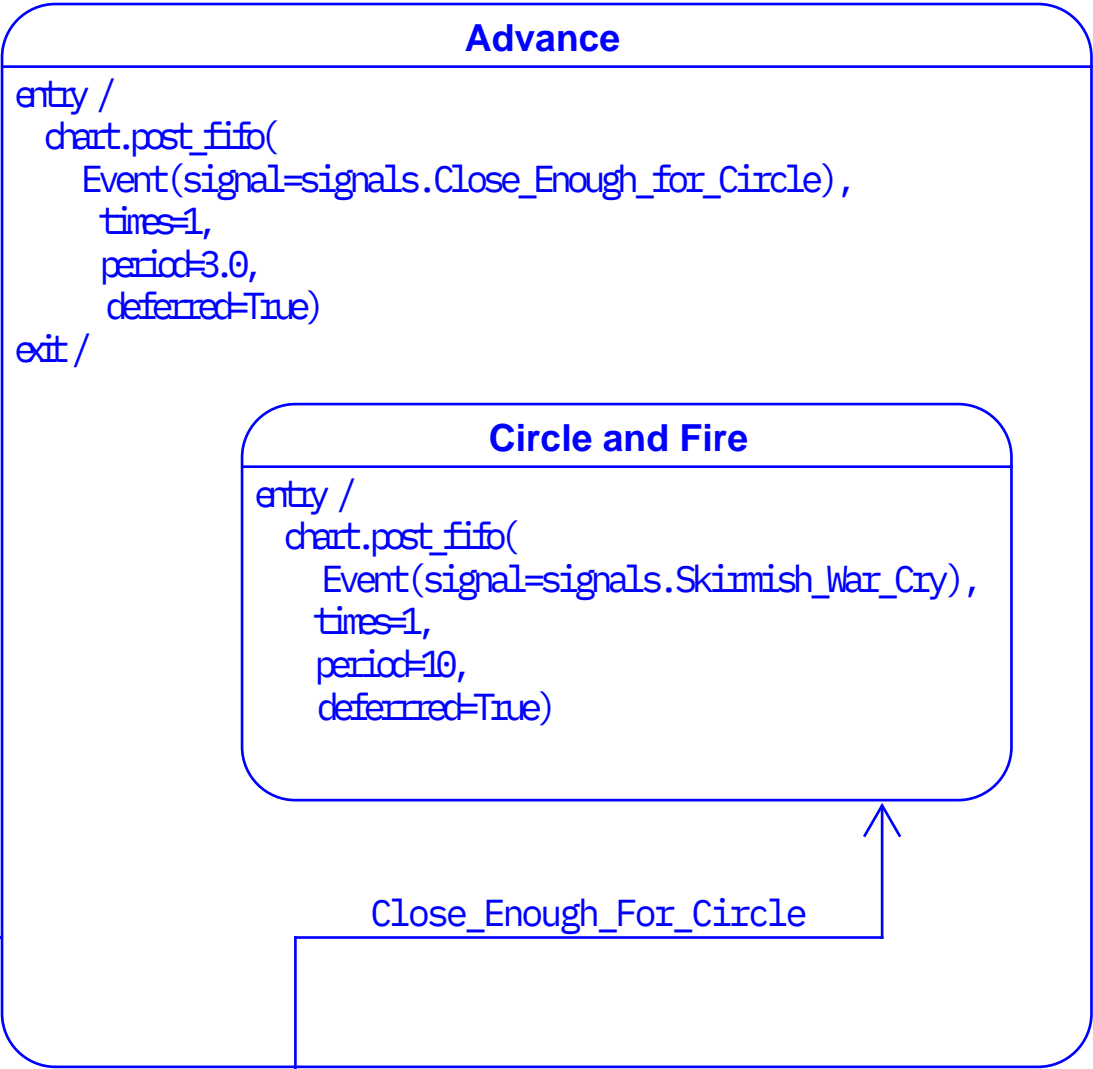 Advance
entry /
chart.post_fifo(
Event(signal=signals.Close_Enough_for_Circle),
times=1,
period=3.0,
deferred=True)
exit /
Circle and Fire
entry /
chart.post_fifo(
Event(signal=signals.Skirmish_War_Cry),
times=1,
period=10,
deferrred=True)
Close_Enough_For_Circle